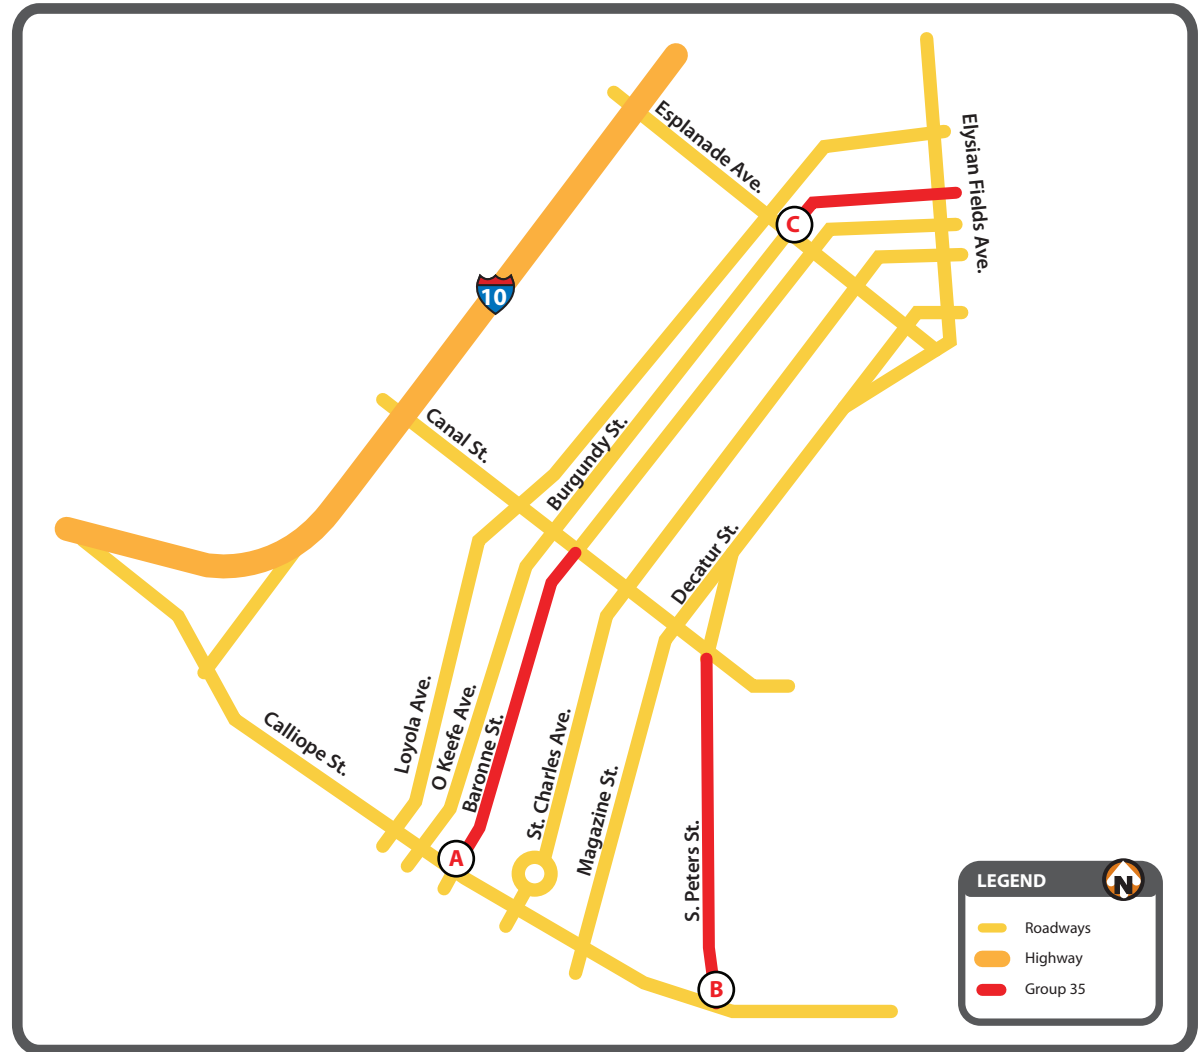 Esplanade Ave.
Elysian Fields Ave.
C
10
Canal St.
Burgundy St.
Decatur St.
Loyola Ave.
O Keefe Ave.
Baronne St.
St. Charles Ave.
Magazine St.
Calliope St.
S. Peters St.
A
B
LEGEND
N
Roadways
Highway
Group 35